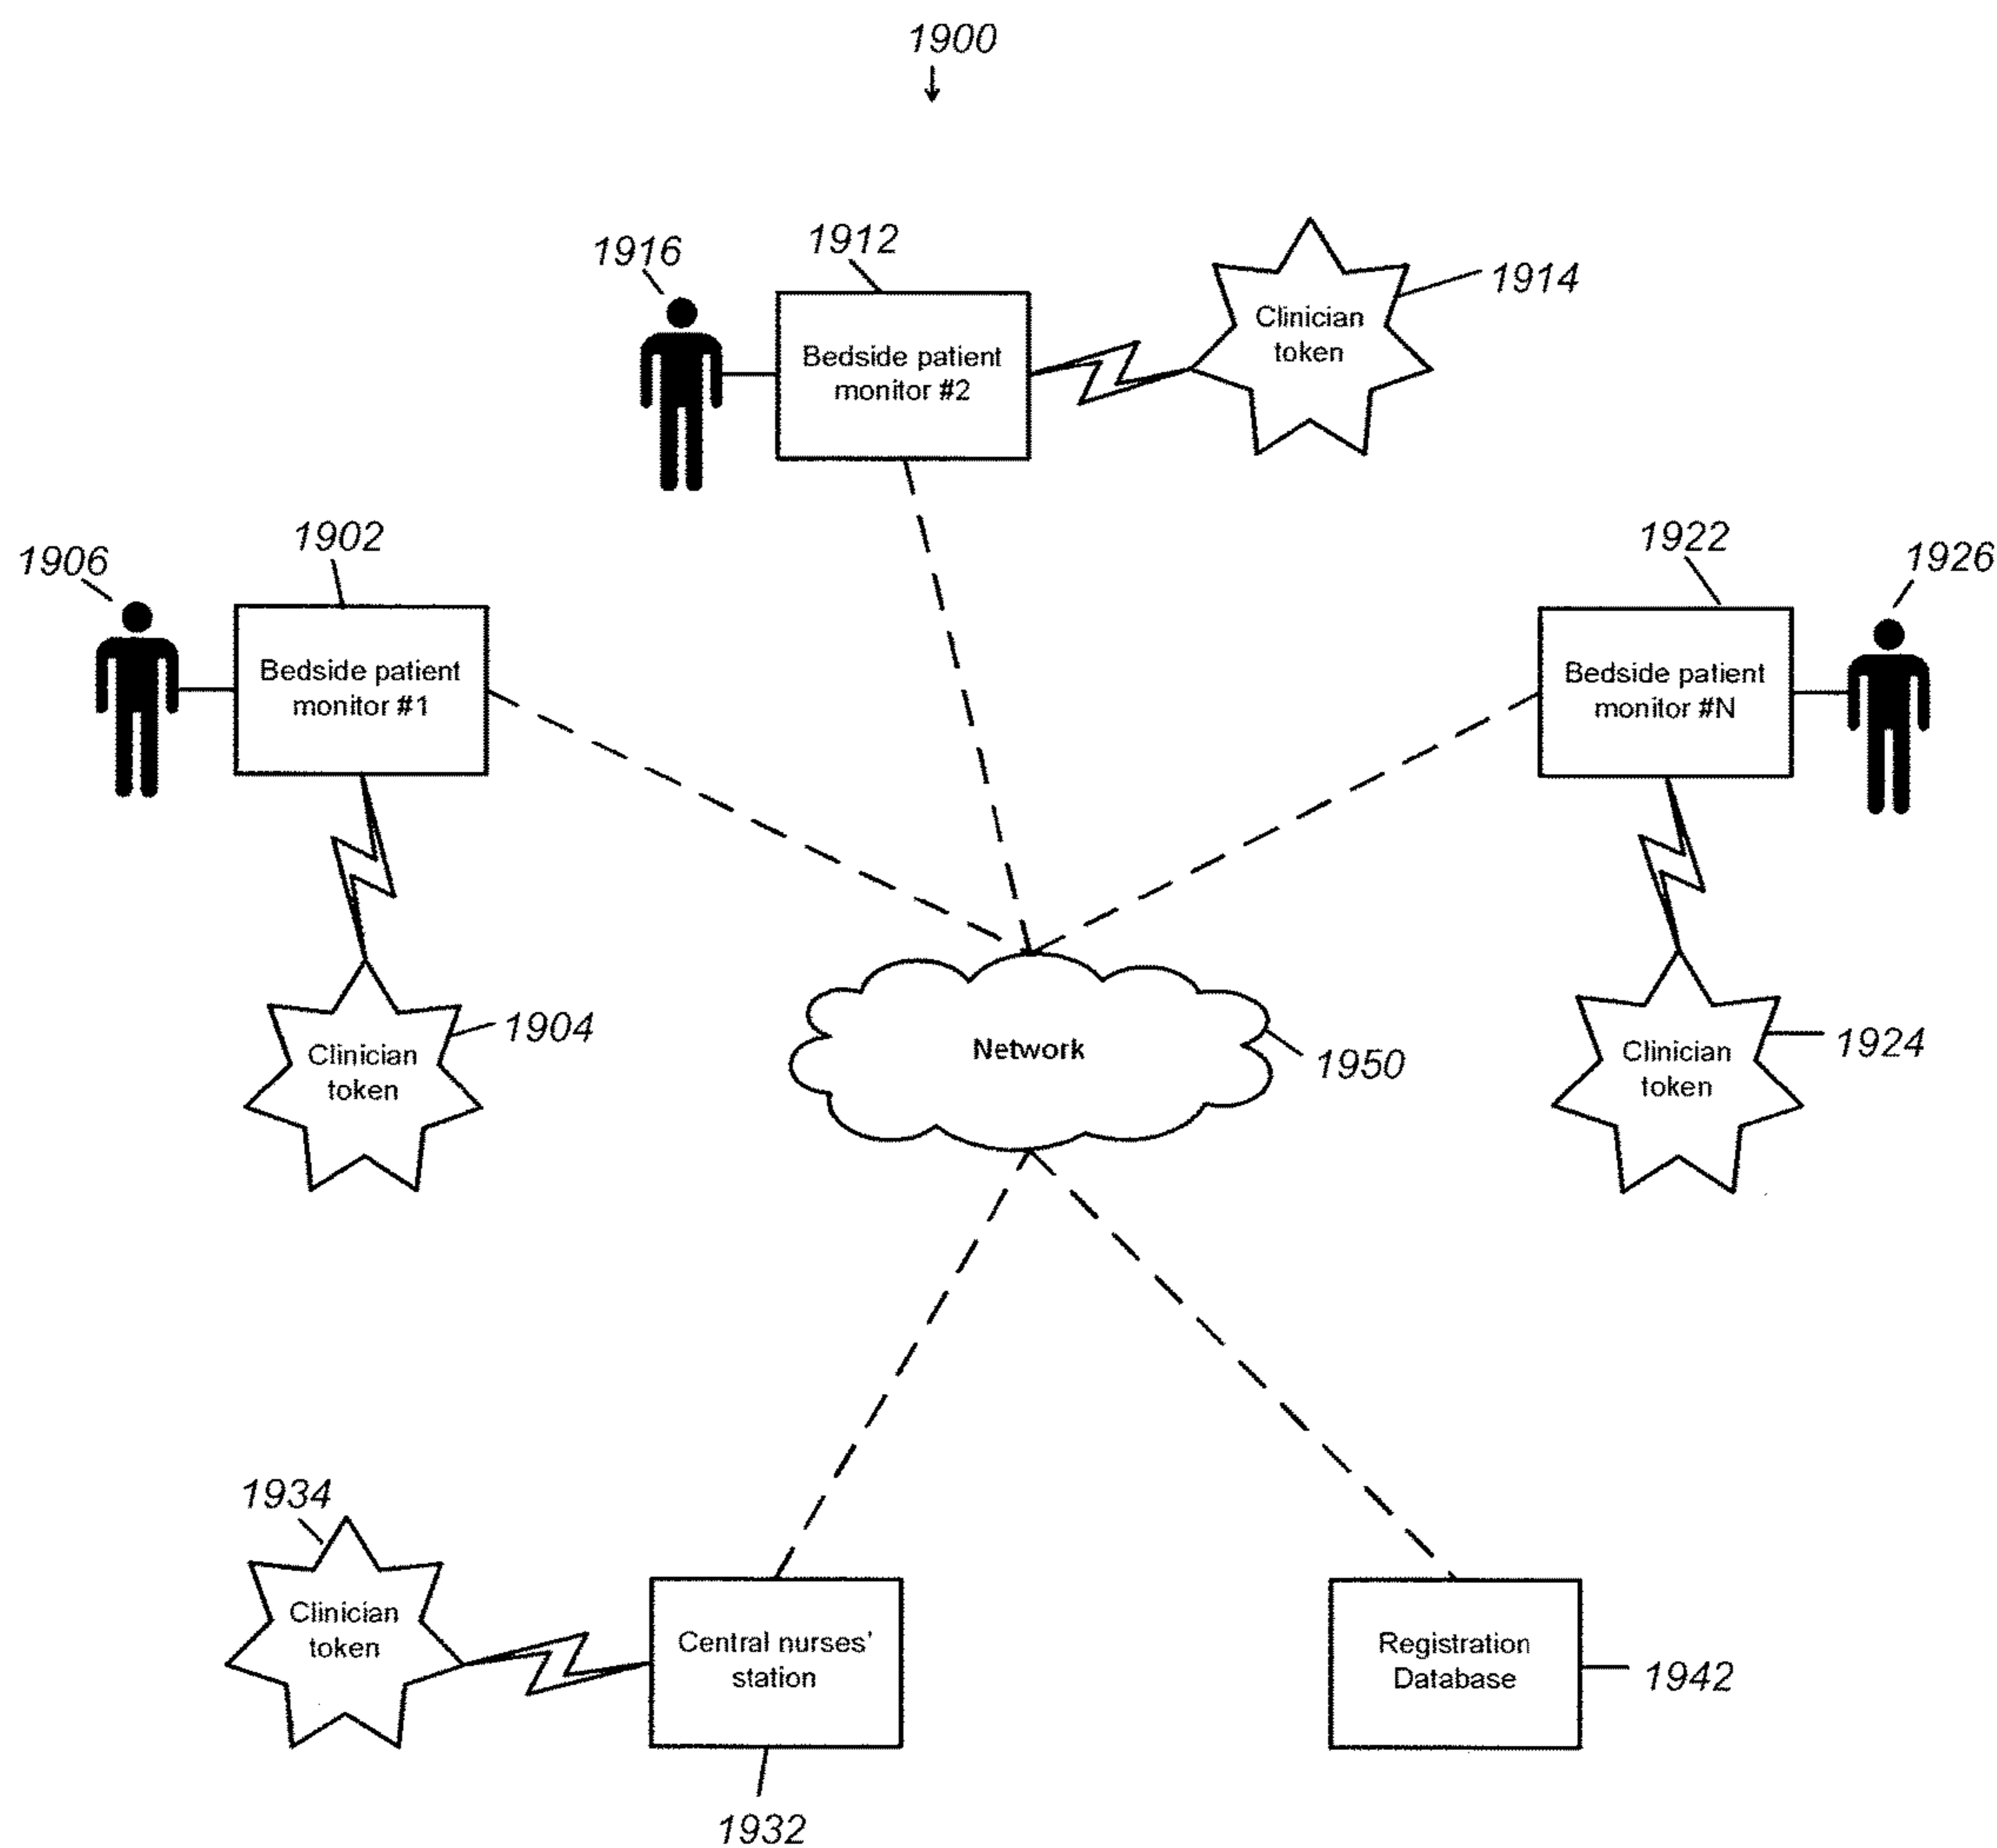 1900
1916
1912
1914
Clinician
token
Bedside patient
monitor #2
1906
1902
1922
1926
Bedside patient
monitor #1
Bedside patient
monitor #N
1904
Clinician
token
Network
1950
1924
Clinician
token
1934
Clinician
token
Central nurses'
station
1932
Registration
Database
1942